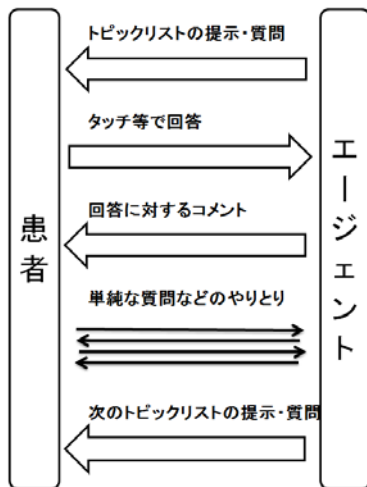 トピックリストの提示・質問
タッチ等で回答
回答に対するコメント
単純な質問などのやりとり
次のトピックリストの提示・質問
患者
エージェント